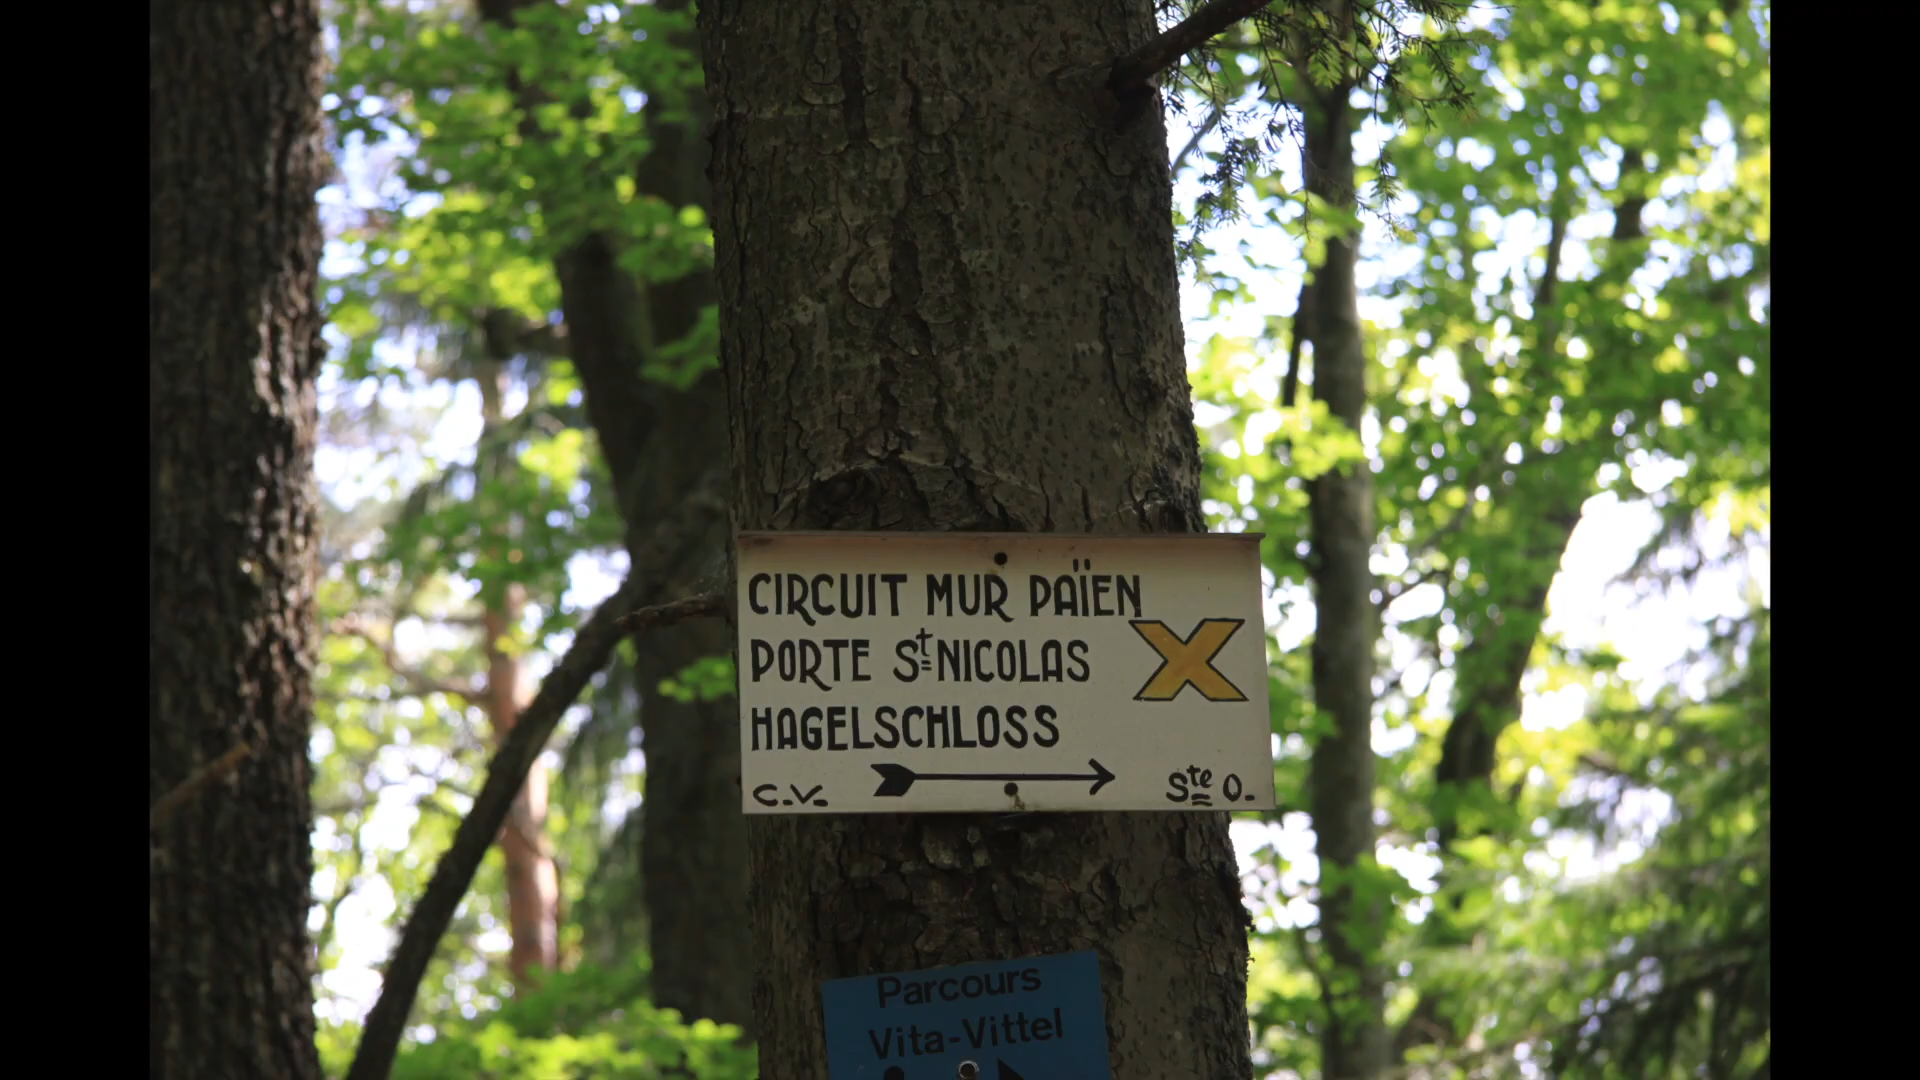 CIRCUIT MUR PAÏEN
PORTE St NICOLAS
HAGELSCHLOSS
C.V. Ste O.
Parcours
Vita-Vittel